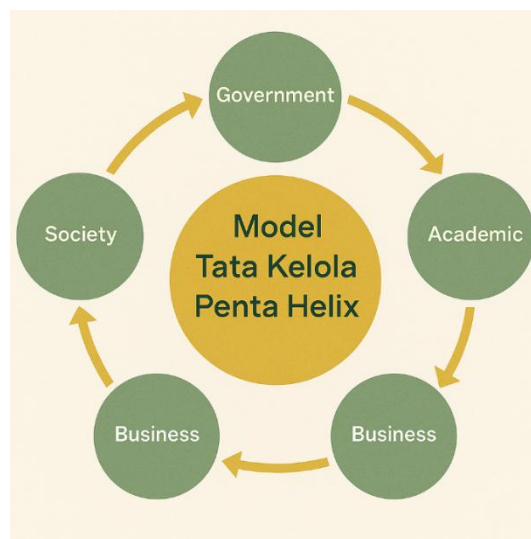 Government
Society
Model
Tata Kelola
Penta Helix
Academic
Business
Business